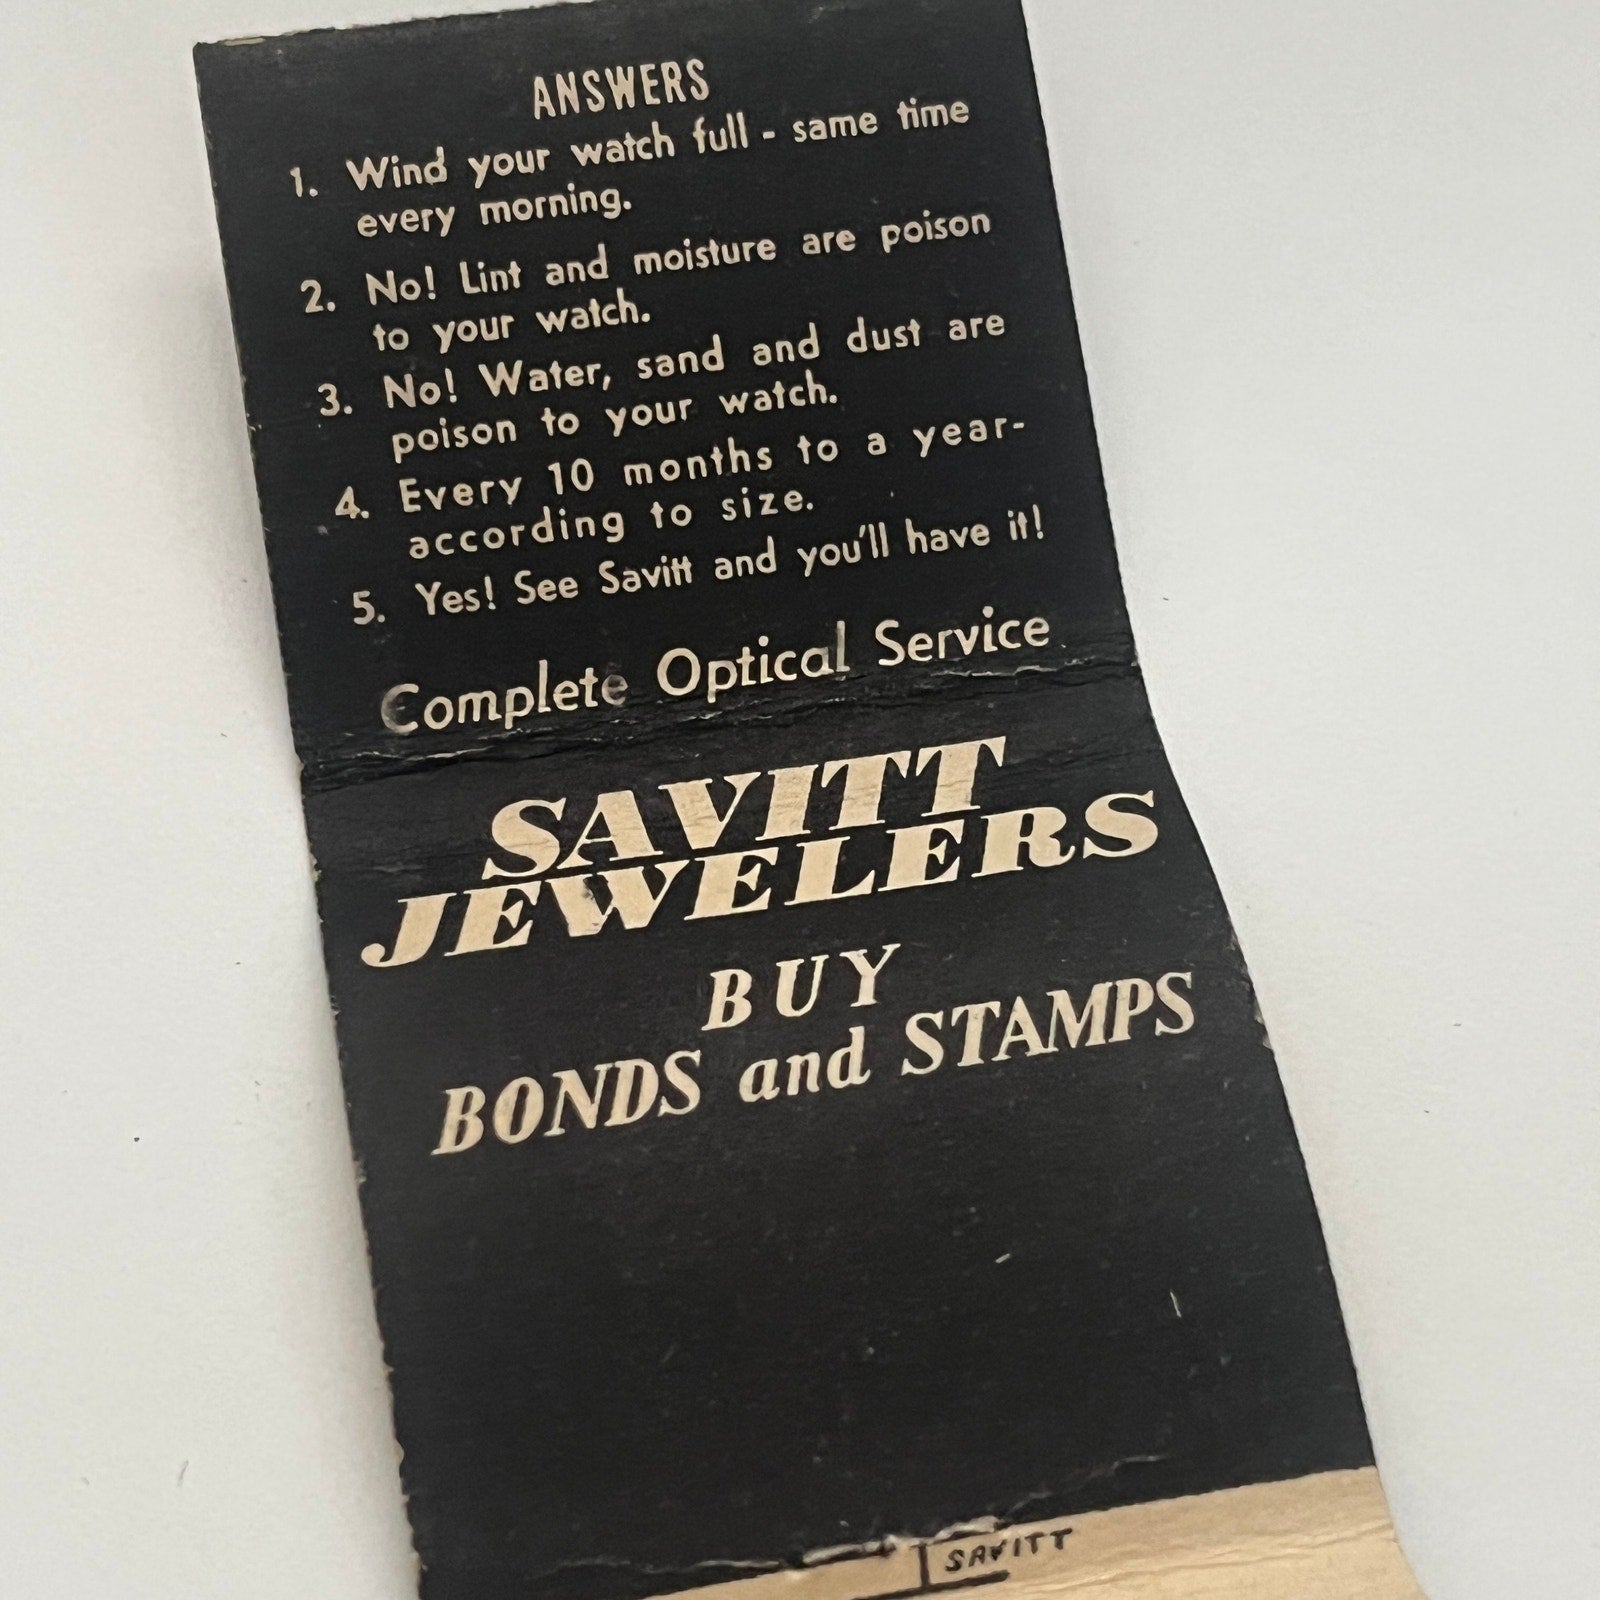 ANSWERS
1. Wind your watch full - same time
every morning.
2. No! Lint and moisture are poison
to your watch.
3. No! Water, sand and dust are
poison to your watch.
4. Every 10 months to a year-
according to size.
5. Yes! See Savitt and you'll have it!
Complete Optical Service
SAVITT
JEWELERS
BUY
BONDS and STAMPS
SAVITT